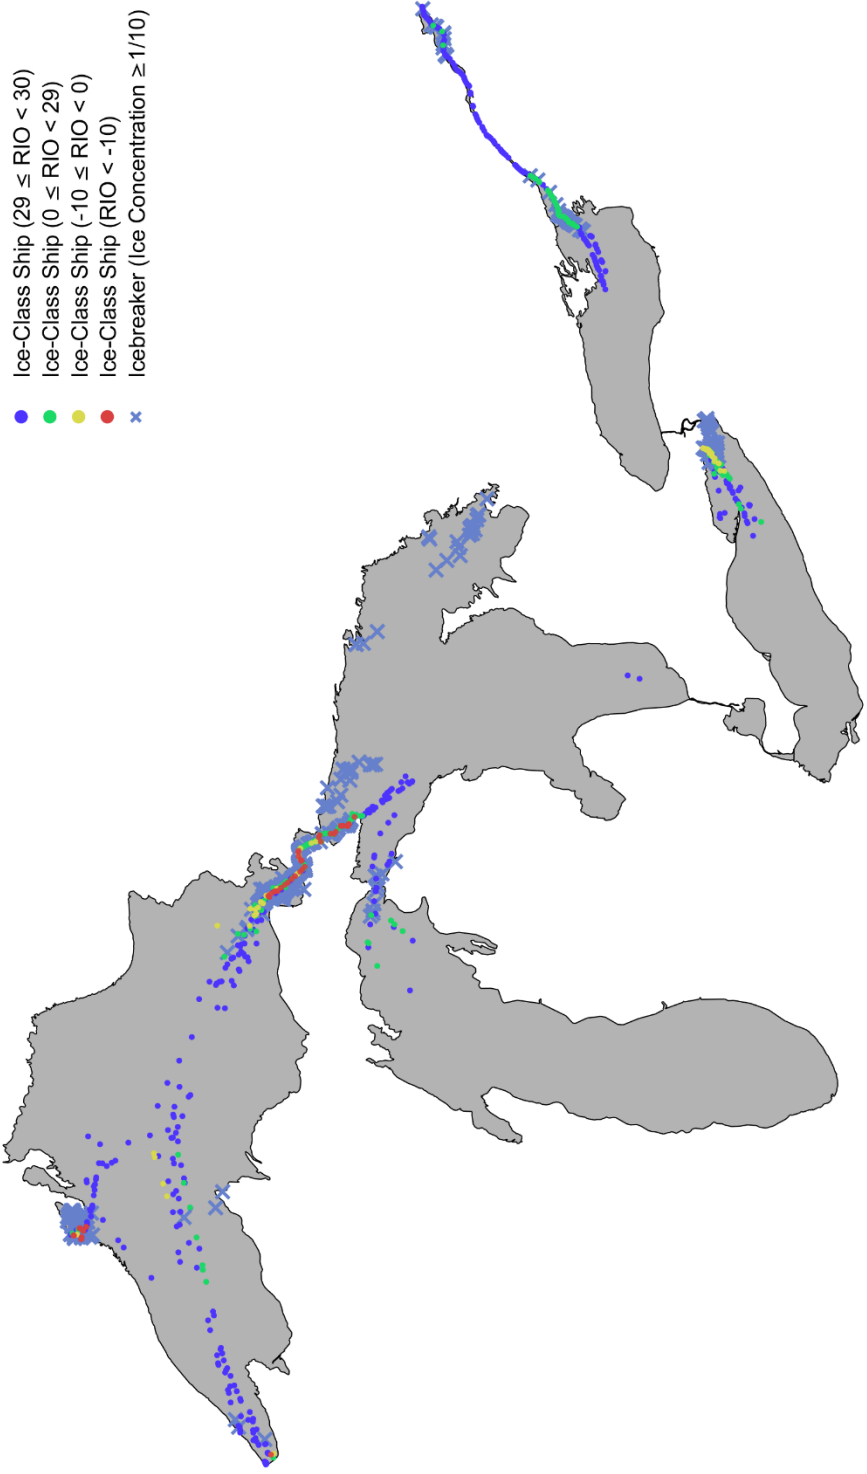 Ice-Class Ship (29 ≤ RIO < 30)
Ice-Class Ship (0 ≤ RIO < 29)
Ice-Class Ship (-10 ≤ RIO < 0)
Ice-Class Ship (RIO < -10)
Icebreaker (Ice Concentration ≥ 1/10)